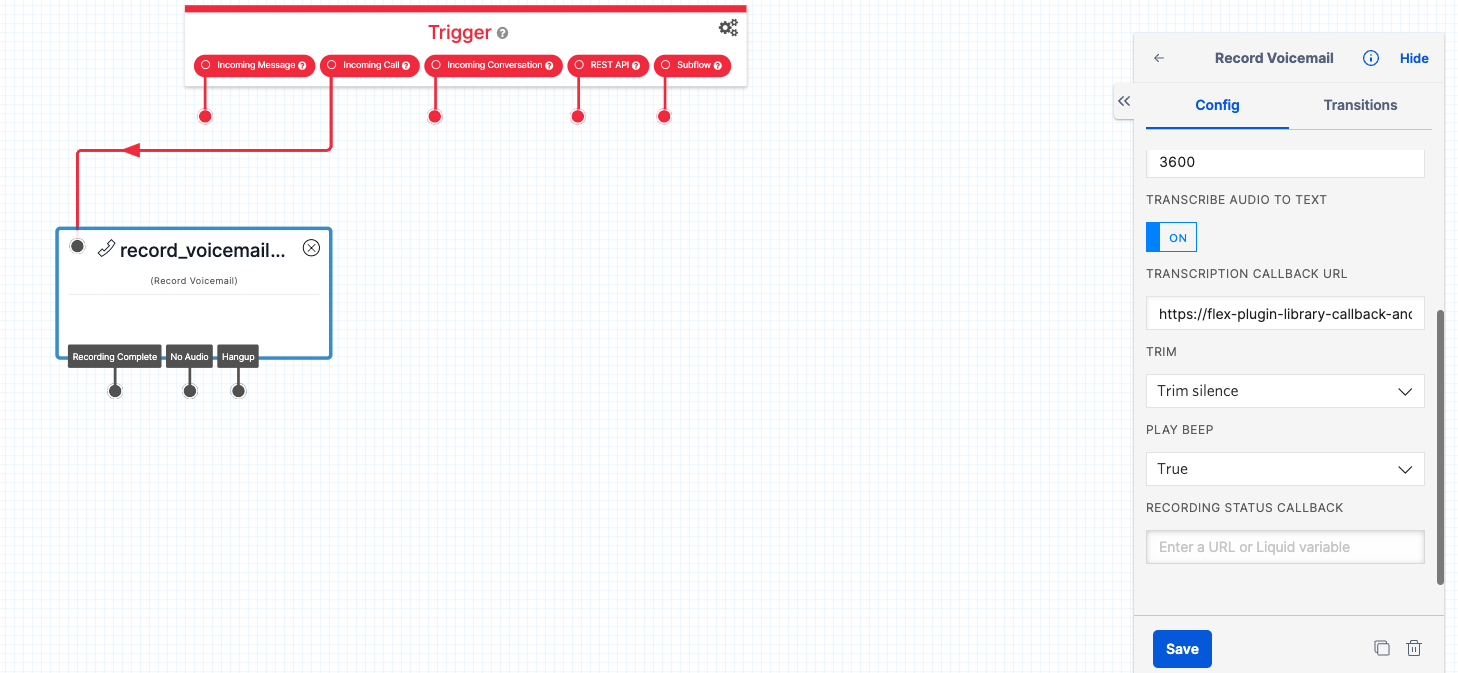 Trigger
Incoming Message
Incoming Call
Incoming Conversation
REST API
Subflow
record_voicemail...
(Record Voicemail)
Recording Complete
No Audio
Hangup
Record Voicemail
Hide
Config
Transitions
3600
TRANSCRIBE AUDIO TO TEXT
ON
TRANSCRIPTION CALLBACK URL
https://flex-plugin-library-callback-and
TRIM
Trim silence
PLAY BEEP
True
RECORDING STATUS CALLBACK
Enter a URL or Liquid variable
Save